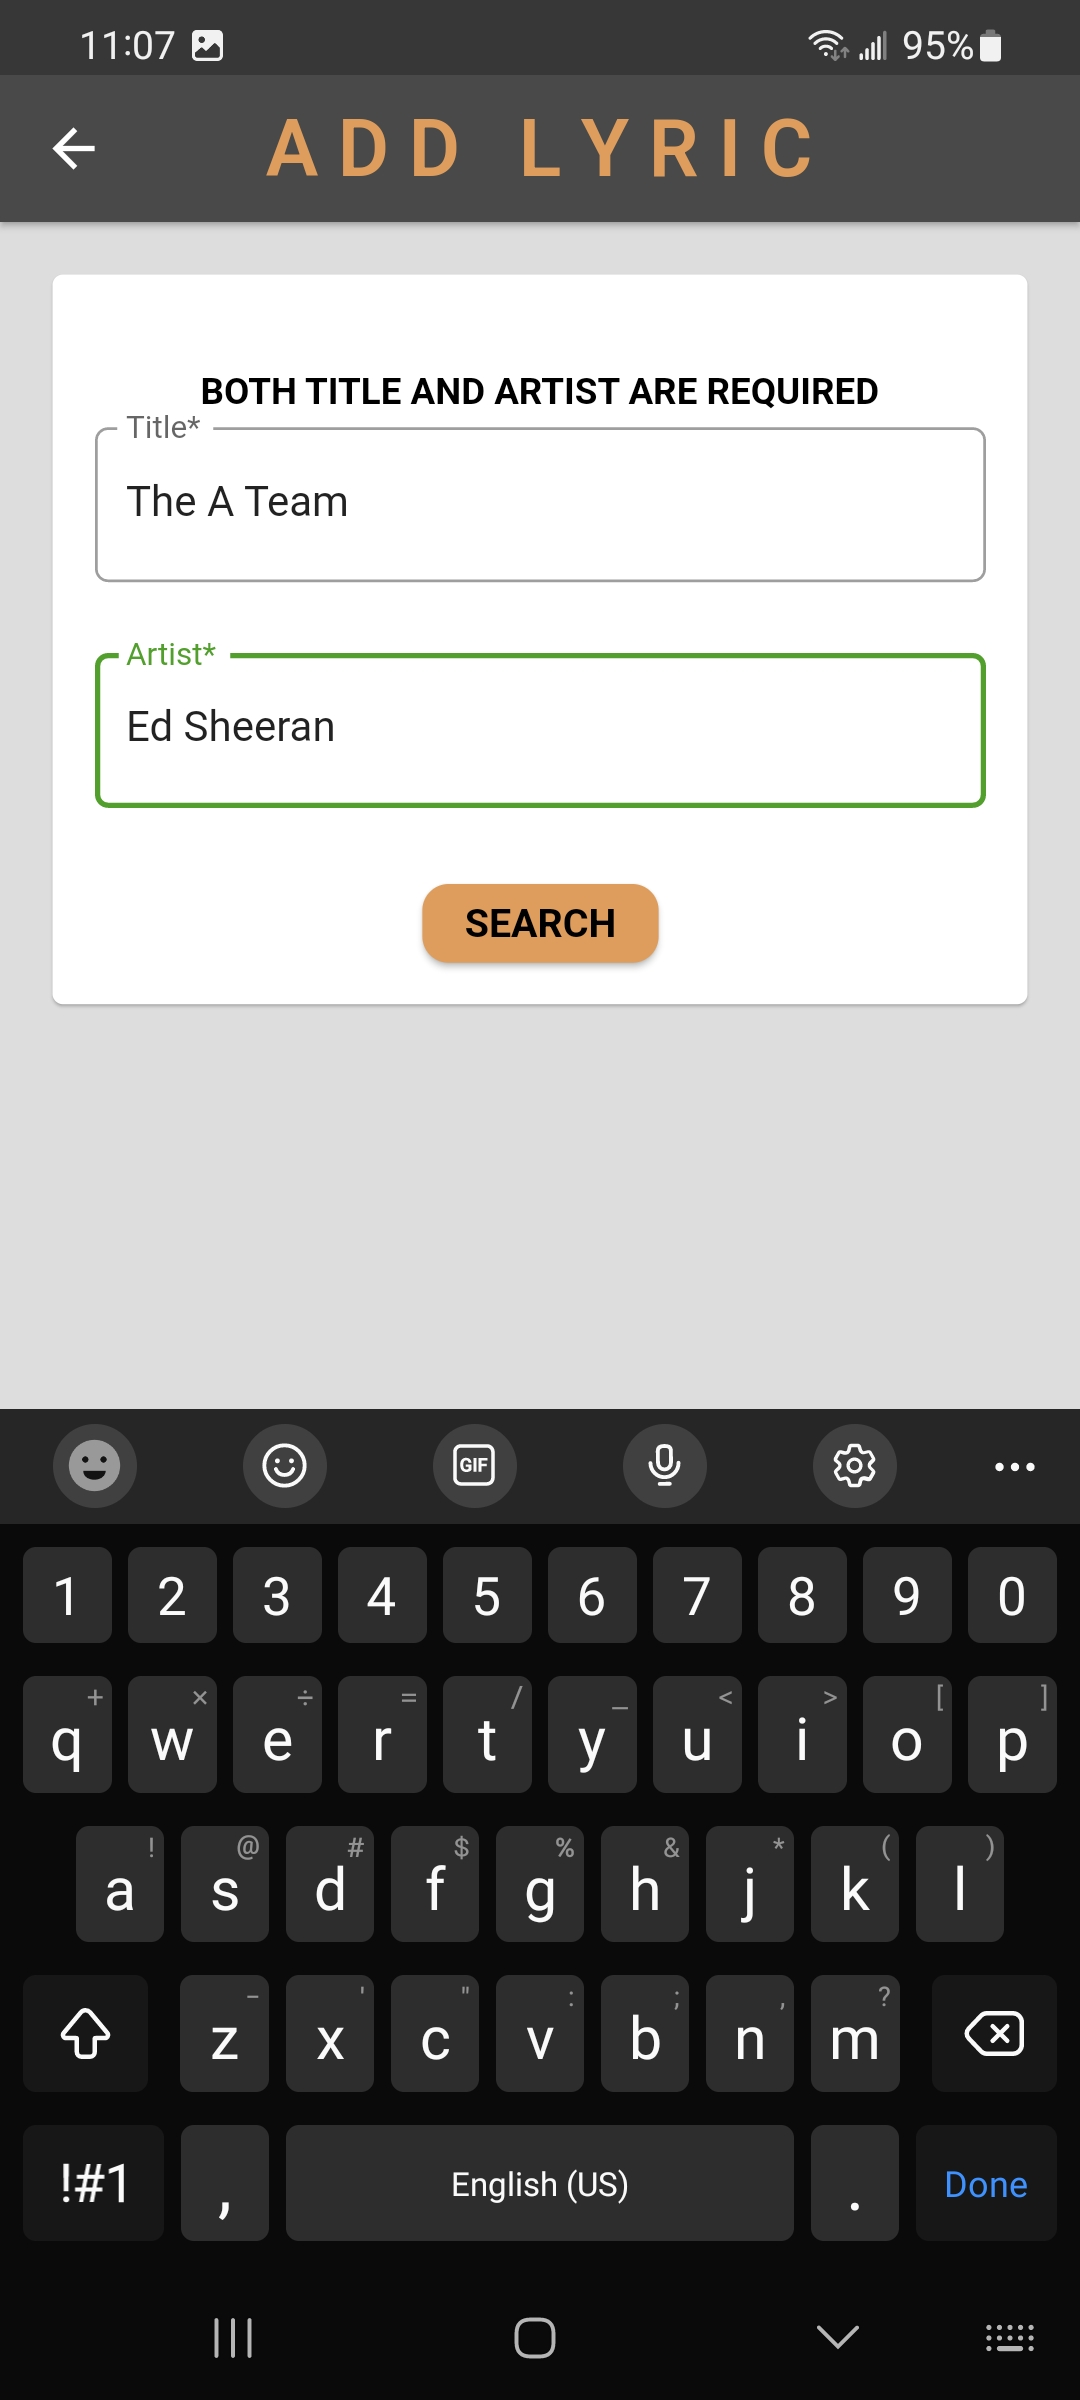 11:07 95%
ADD LYRIC
BOTH TITLE AND ARTIST ARE REQUIRED
Title*
The A Team
Artist*
Ed Sheeran
SEARCH
GIF
1 2 3 4 5 6 7 8 9 0
+ × ÷ = / _ < > [ ]
q w e r t y u i o p
! @ # $ % & * ( )
a s d f g h j k l
- ' " : ; , ?
z x c v b n m
!#1 , English (US) . Done